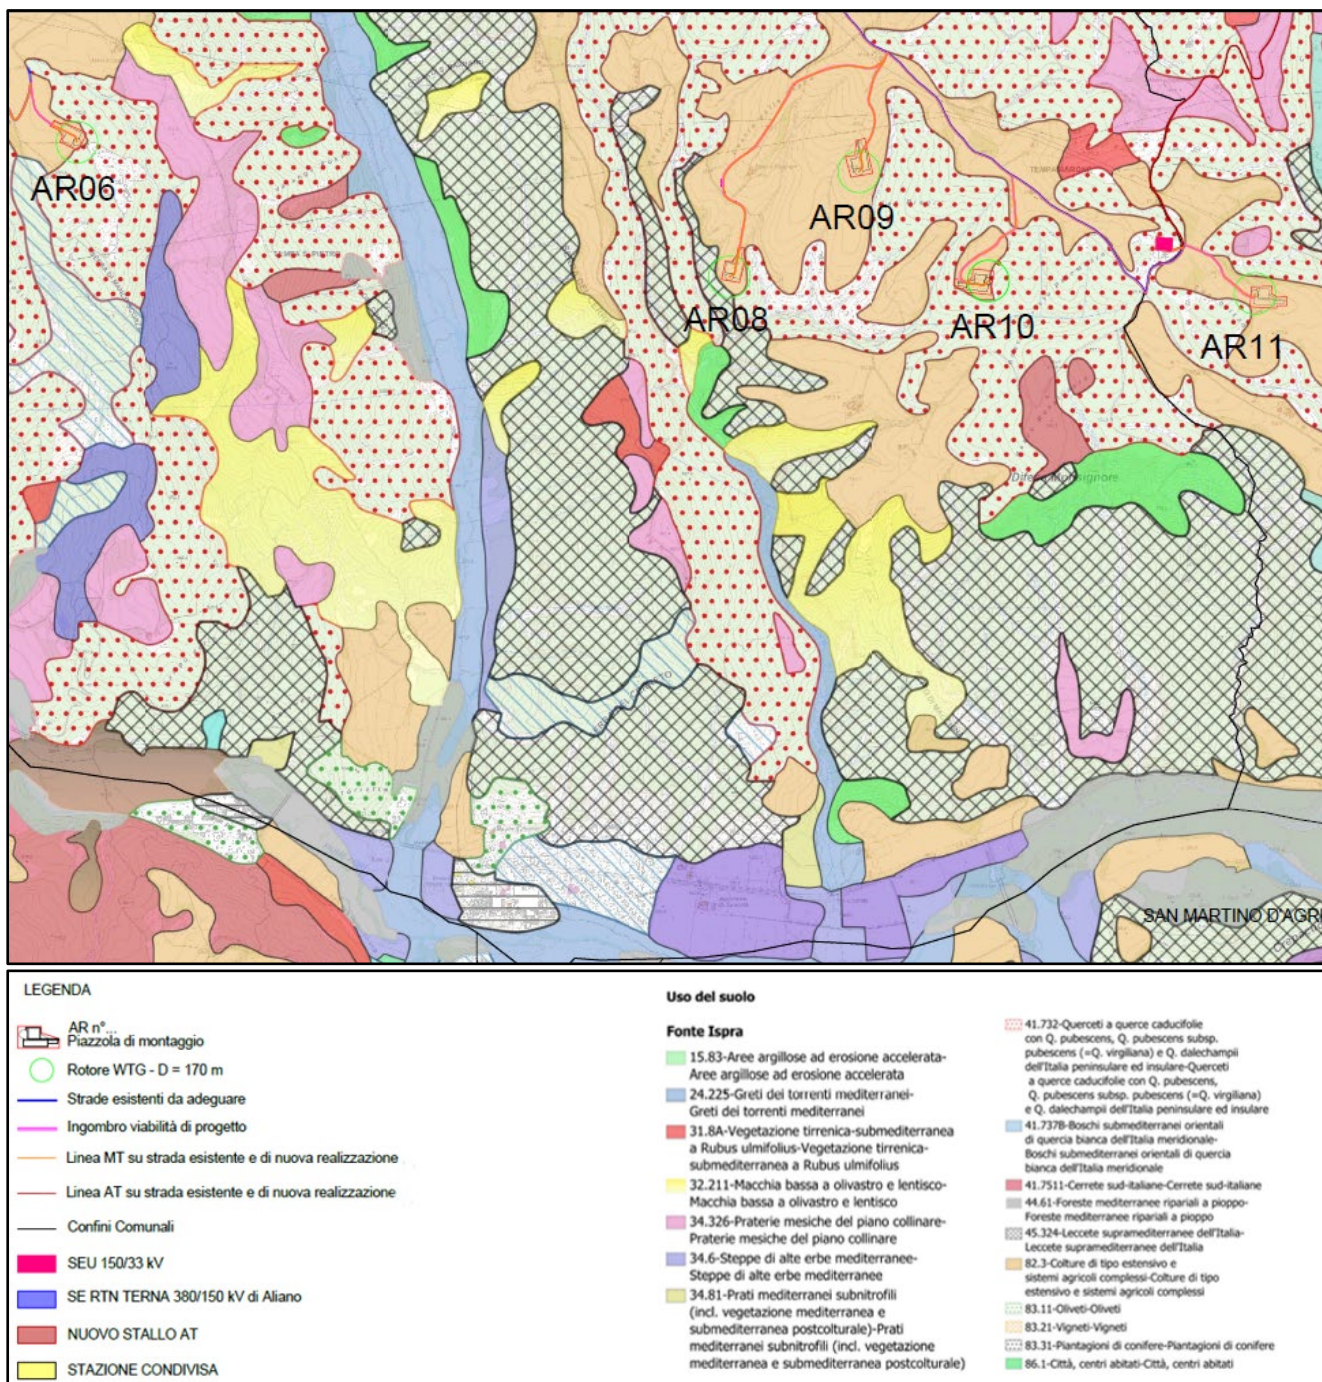 AR06
AR09
AR08
AR10
AR11
SAN MARTINO D'AGRI
LEGENDA
AR n°...
Piazzola di montaggio
Rotore WTG - D = 170 m
Strade esistenti da adeguare
Ingombro viabilità di progetto
Linea MT su strada esistente e di nuova realizzazione
Linea AT su strada esistente e di nuova realizzazione
Confini Comunali
SEU 150/33 kV
SE RTN TERNA 380/150 kV di Aliano
NUOVO STALLO AT
STAZIONE CONDIVISA
Uso del suolo
Fonte Ispra
15.83-Aree argillose ad erosione accelerata-
Aree argillose ad erosione accelerata
24.225-Greti dei torrenti mediterranei-
Greti dei torrenti mediterranei
31.8A-Vegetazione tirrenica-submediterranea
a Rubus ulmifolius-Vegetazione tirrenica-
submediterranea a Rubus ulmifolius
32.211-Macchia bassa a olivastro e lentisco-
Macchia bassa a olivastro e lentisco
34.326-Praterie mesiche del piano collinare-
Praterie mesiche del piano collinare
34.6-Steppe di alte erbe mediterranee-
Steppe di alte erbe mediterranee
34.81-Prati mediterranei subnitrofili
(incl. vegetazione mediterranea e
submediterranea postcolturale)-Prati
mediterranei subnitrofili (incl. vegetazione
mediterranea e submediterranea postcolturale)
41.732-Querceti a querce caducifolie
con Q. pubescens, Q. pubescens subsp.
pubescens (=Q. virgiliana) e Q. dalechampii
dell'Italia peninsulare ed insulare-Querceti
a querce caducifolie con Q. pubescens,
Q. pubescens subsp. pubescens (=Q. virgiliana)
e Q. dalechampii dell'Italia peninsulare ed insulare
41.737B-Boschi submediterranei orientali
di quercia bianca dell'Italia meridionale-
Boschi submediterranei orientali di quercia
bianca dell'Italia meridionale
41.7511-Cerrete sud-italiane-Cerrete sud-italiane
44.61-Foreste mediterranee ripariali a pioppo-
Foreste mediterranee ripariali a pioppo
45.324-Leccete supramediterranee dell'Italia-
Leccete supramediterranee dell'Italia
82.3-Colture di tipo estensivo e
sistemi agricoli complessi-Colture di tipo
estensivo e sistemi agricoli complessi
83.11-Oliveti-Oliveti
83.21-Vigneti-Vigneti
83.31-Piantagioni di conifere-Piantagioni di conifere
86.1-Città, centri abitati-Città, centri abitati